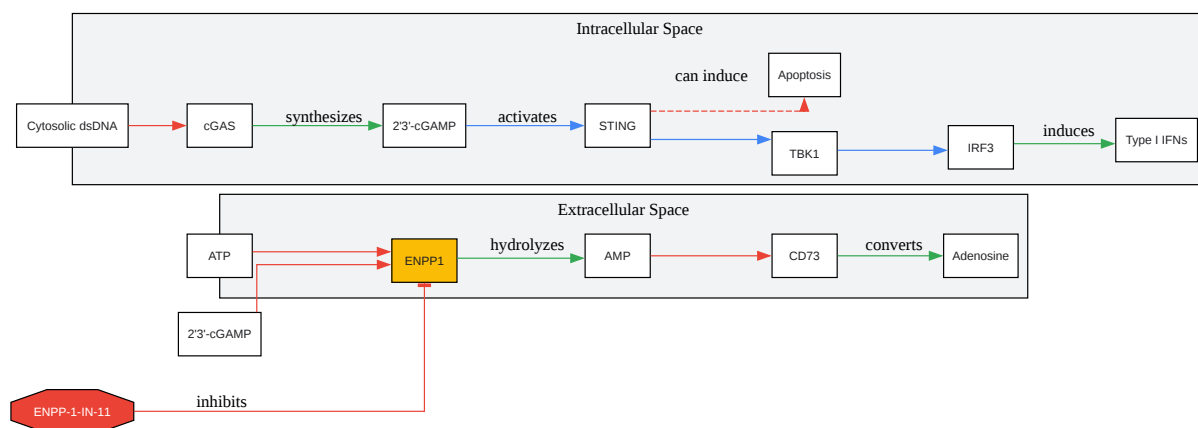 Intracellular Space
Apoptosis
can induce
Cytosolic dsDNA
cGAS
synthesizes
2'3'-cGAMP
activates
STING
TBK1
IRF3
induces
Type I IFNs
Extracellular Space
ATP
ENPP1
hydrolyzes
AMP
CD73
converts
Adenosine
2'3'-cGAMP
ENPP-1-IN-11
inhibits